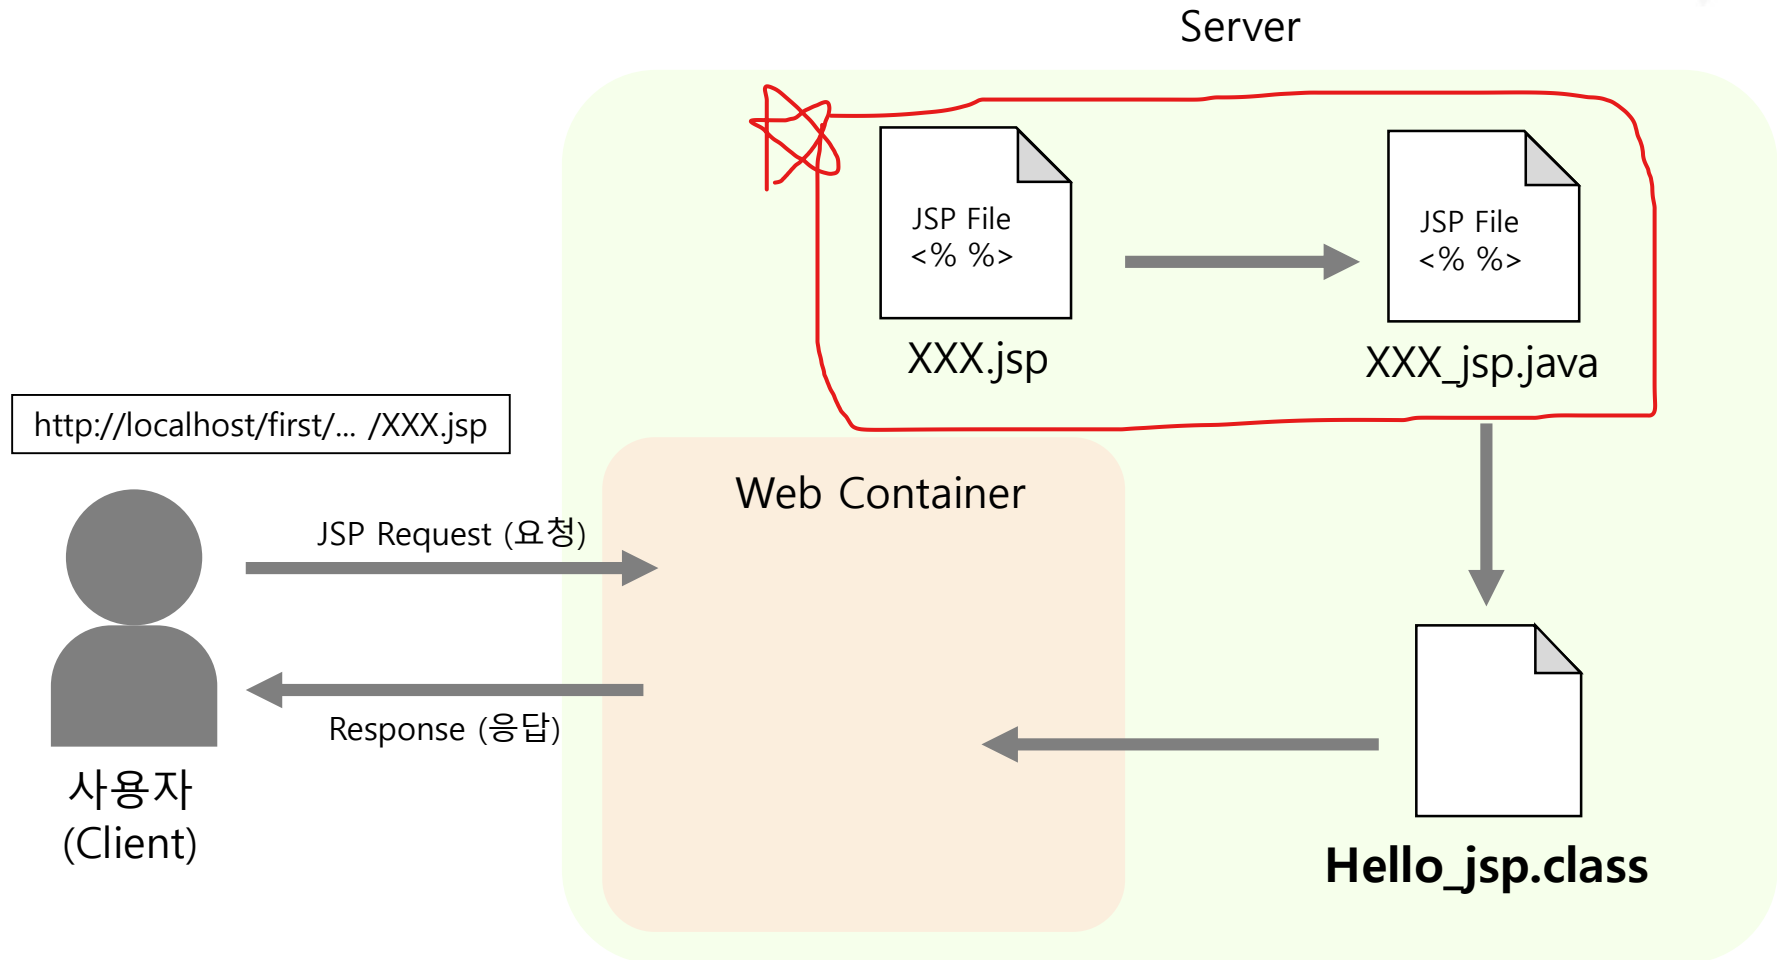 Server
JSP File
<% %>
XXX.jsp
JSP File
<% %>
XXX_jsp.java
http://localhost/first/... /XXX.jsp
Web Container
JSP Request (요청)
Response (응답)
사용자
(Client)
Hello_jsp.class